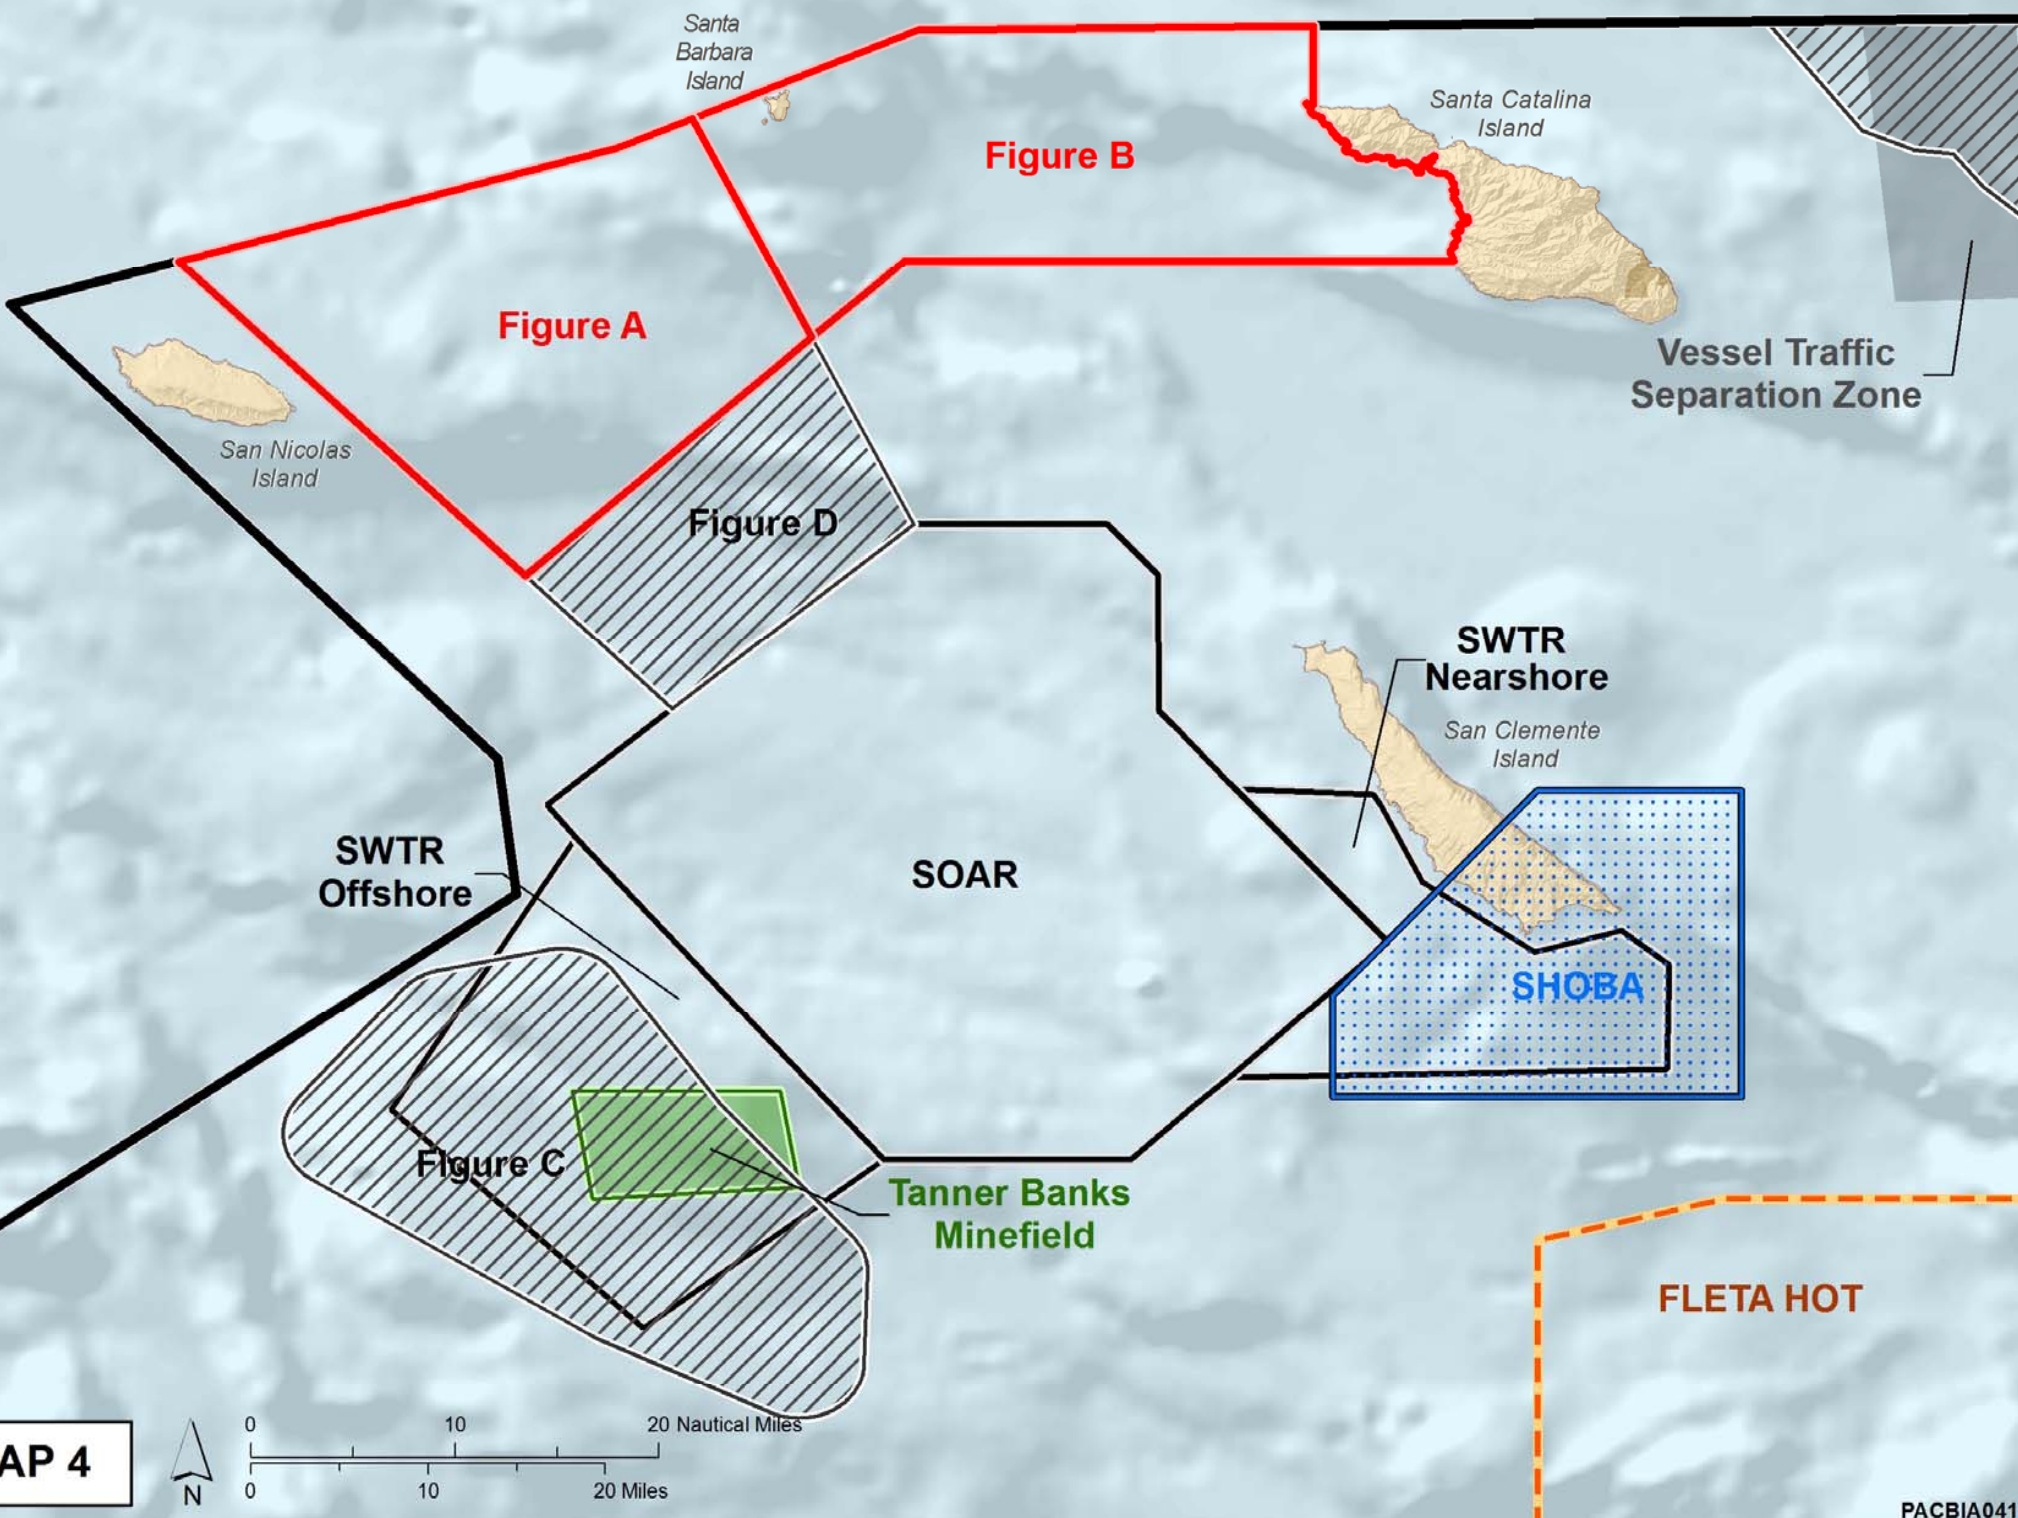 Santa
Barbara
Island
Santa Catalina
Island
Figure B
Figure A
Vessel Traffic
Separation Zone
San Nicolas
Island
Figure D
SWTR
Nearshore
San Clemente
Island
SWTR
Offshore
SOAR
SHOBA
Figure C
Tanner Banks
Minefield
FLETA HOT
AP 4
N
0 10 20 Nautical Miles
0 10 20 Miles
PACBIA041